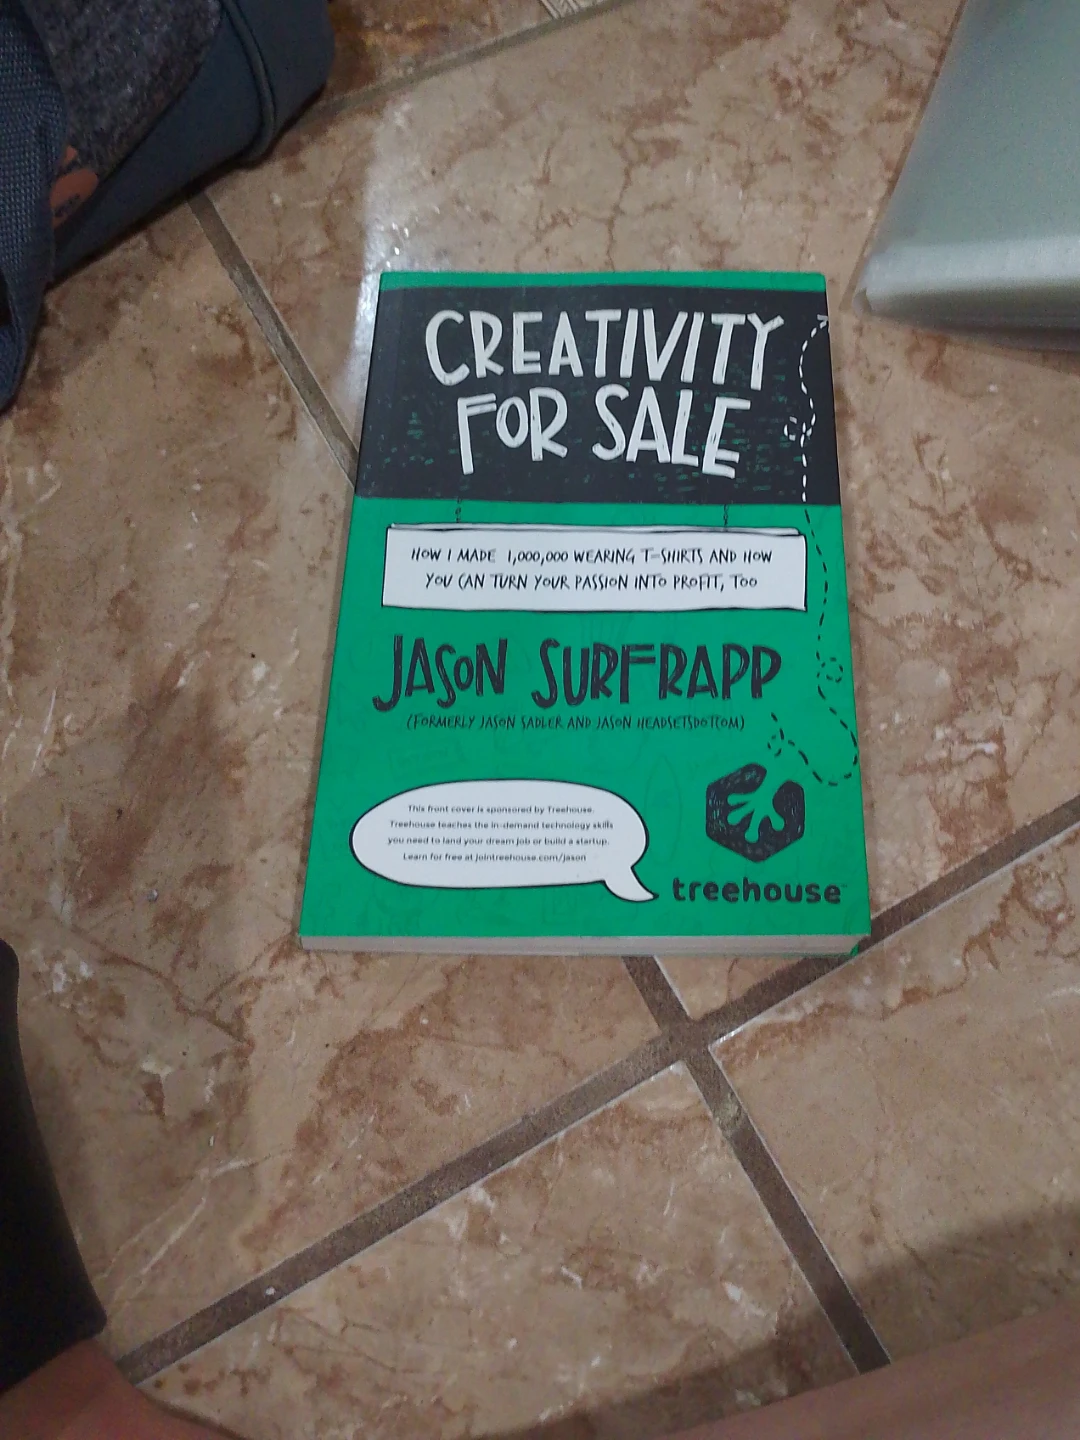 CREATIVITY
FOR SALE
HOW I MADE 1,000,000 WEARING T-SHIRTS AND HOW
YOU CAN TURN YOUR PASSION INTO PROFIT, TOO
JASON SURFRAPP
(FORMERLY JASON SADLER AND JASON HEADSETSDOTCOM)
This front cover is sponsored by Treehouse.
Treehouse teaches the in-demand technology skills
you need to land your dream job or build a startup.
Learn for free at jointreehouse.com/jason
treehouse™